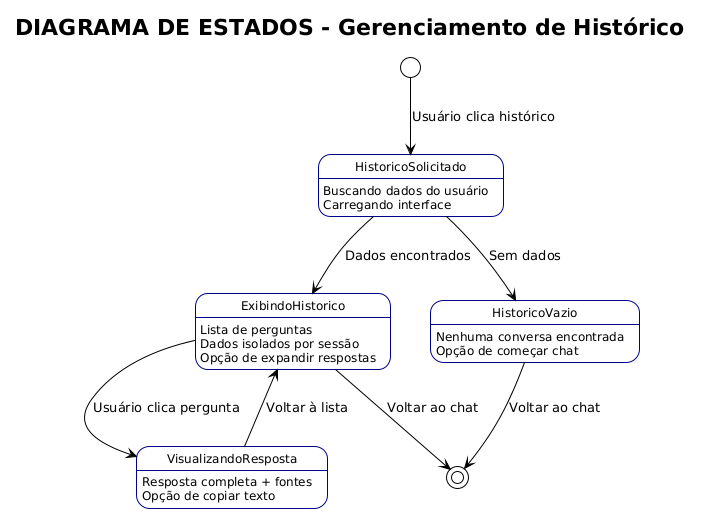 DIAGRAMA DE ESTADOS - Gerenciamento de Histórico
Usuário clica histórico
HistoricoSolicitado
Buscando dados do usuário
Carregando interface
Dados encontrados
Sem dados
ExibindoHistorico
Lista de perguntas
Dados isolados por sessão
Opção de expandir respostas
HistoricoVazio
Nenhuma conversa encontrada
Opção de começar chat
Usuário clica pergunta
Voltar à lista
Voltar ao chat
Voltar ao chat
VisualizandoResposta
Resposta completa + fontes
Opção de copiar texto